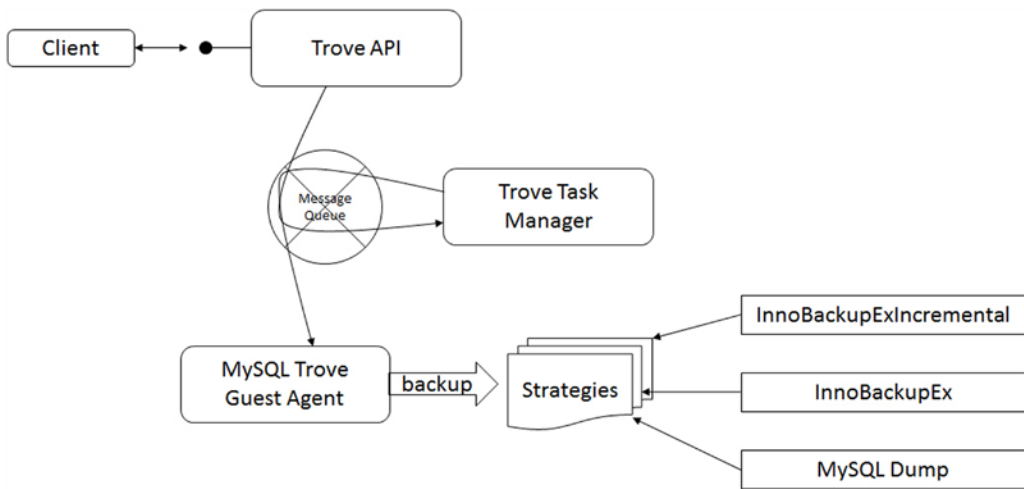 Client
Trove API
Message
Queue
Trove Task
Manager
MySQL Trove
Guest Agent
backup
Strategies
InnoBackupExIncremental
InnoBackupEx
MySQL Dump